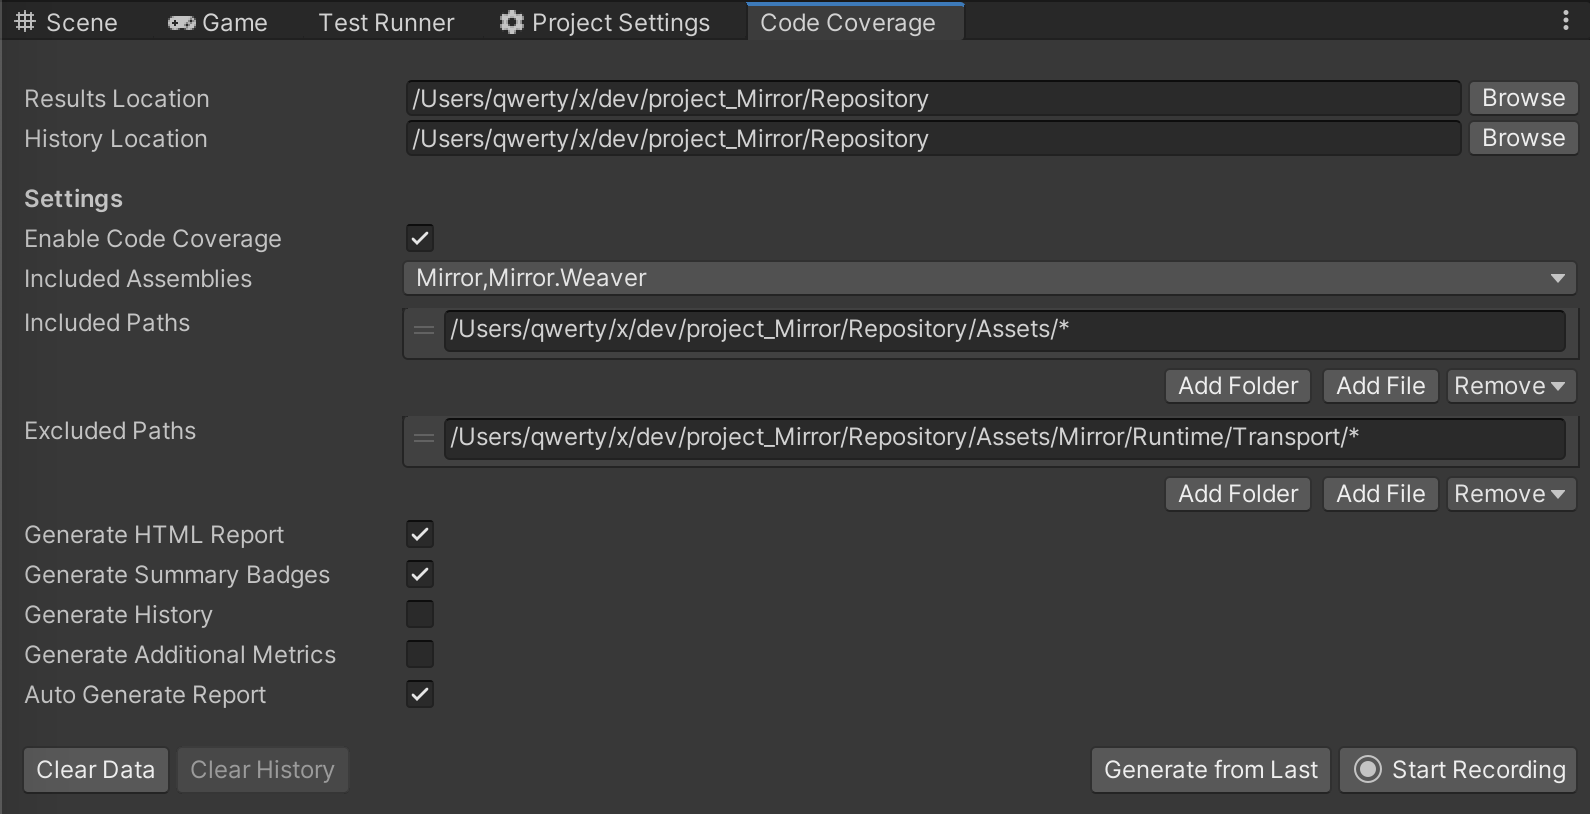 Scene Game Test Runner Project Settings Code Coverage
Results Location /Users/qwerty/x/dev/project_Mirror/Repository Browse
History Location /Users/qwerty/x/dev/project_Mirror/Repository Browse
Settings
Enable Code Coverage
Included Assemblies Mirror,Mirror.Weaver
Included Paths /Users/qwerty/x/dev/project_Mirror/Repository/Assets/*
Add Folder Add File Remove
Excluded Paths /Users/qwerty/x/dev/project_Mirror/Repository/Assets/Mirror/Runtime/Transport/*
Add Folder Add File Remove
Generate HTML Report
Generate Summary Badges
Generate History
Generate Additional Metrics
Auto Generate Report
Clear Data Clear History Generate from Last Start Recording